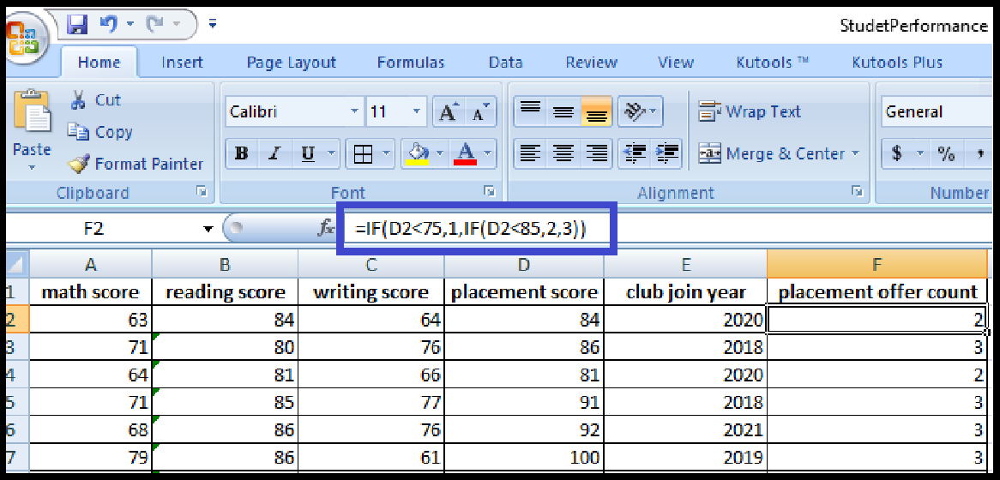 StudetPerformance
Home Insert Page Layout Formulas Data Review View Kutools ™ Kutools Plus
Cut
Copy
Paste
Format Painter
Clipboard
Calibri 11 A A
B I U A
Font
Wrap Text
Merge & Center
Alignment
General
$ % ,
Number
F2 fx =IF(D2<75,1,IF(D2<85,2,3))
A B C D E F
1 math score reading score writing score placement score club join year placement offer count
2 63 84 64 84 2020 2
3 71 80 76 86 2018 3
4 64 81 66 81 2020 2
5 71 85 77 91 2018 3
6 68 86 76 92 2021 3
7 79 86 61 100 2019 3